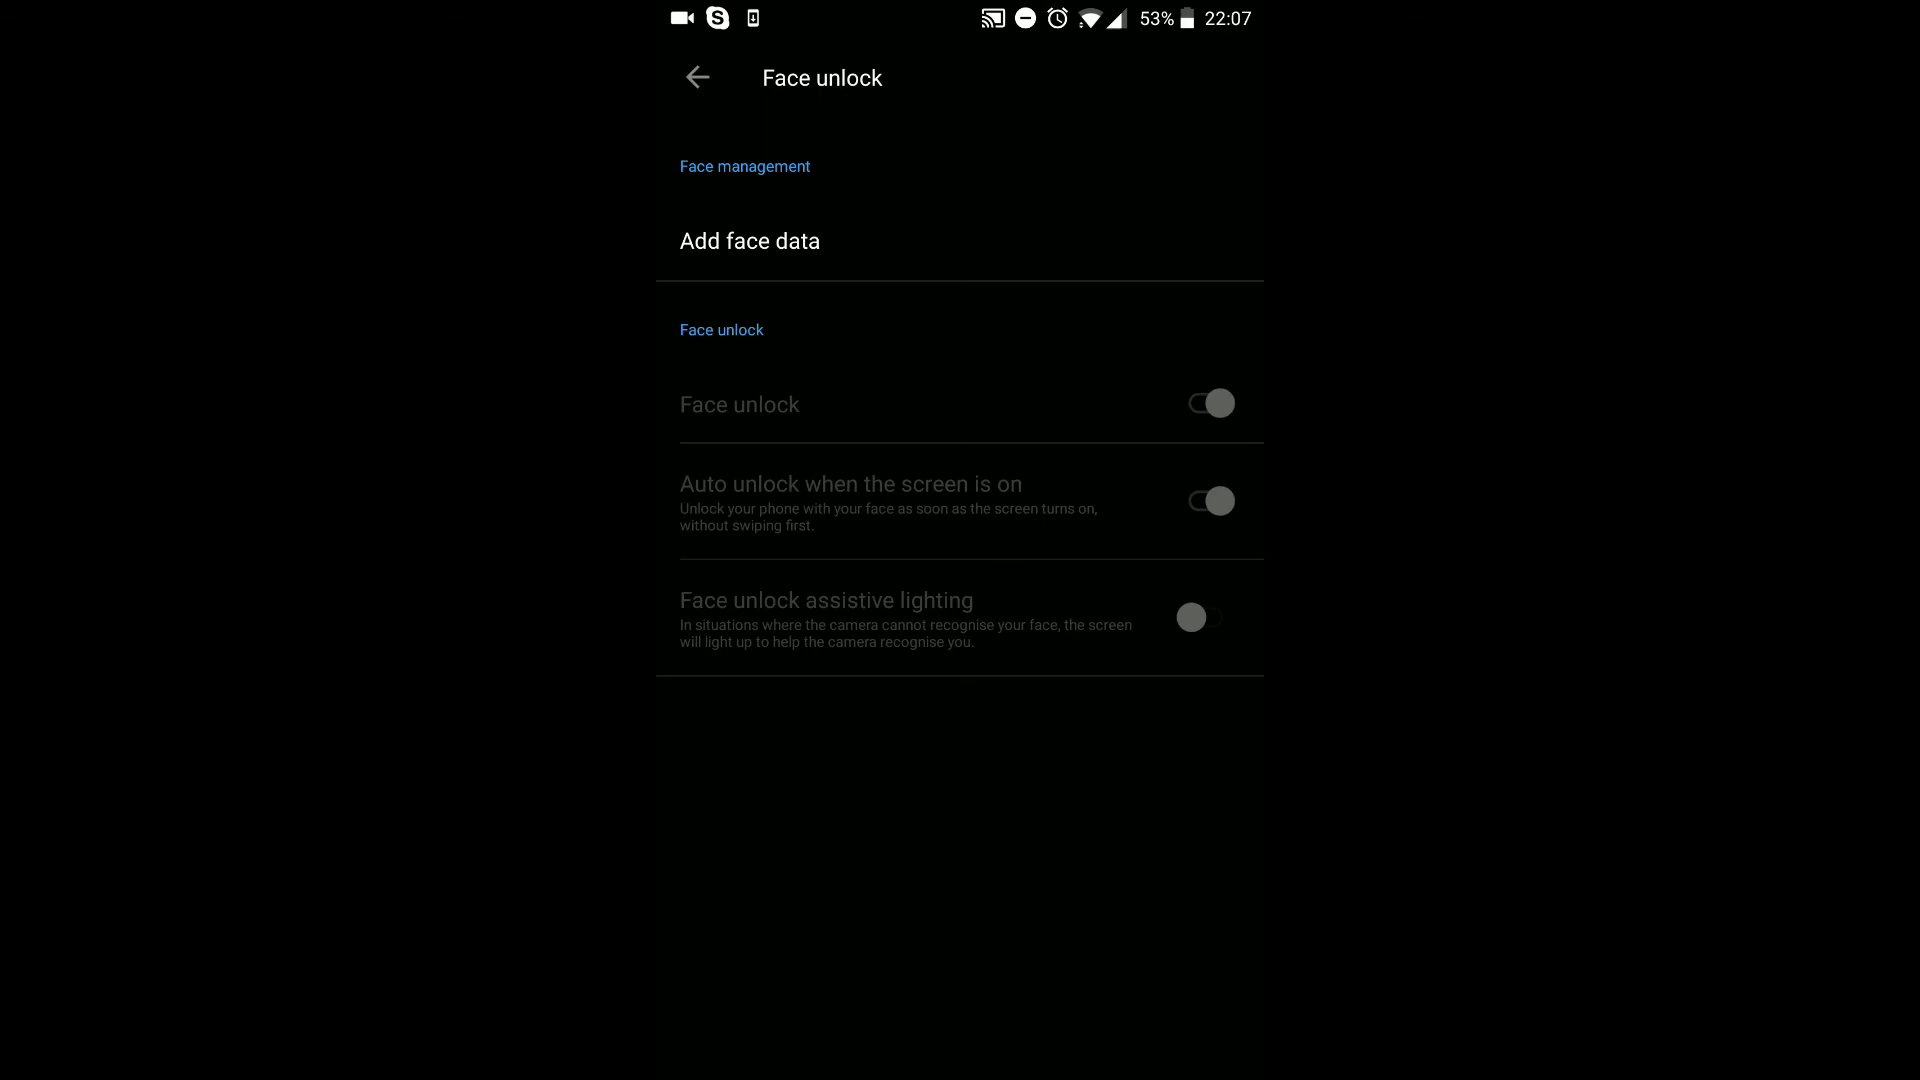 53% 22:07
Face unlock
Face management
Add face data
Face unlock
Face unlock
Auto unlock when the screen is on
Unlock your phone with your face as soon as the screen turns on,
without swiping first.
Face unlock assistive lighting
In situations where the camera cannot recognise your face, the screen
will light up to help the camera recognise you.